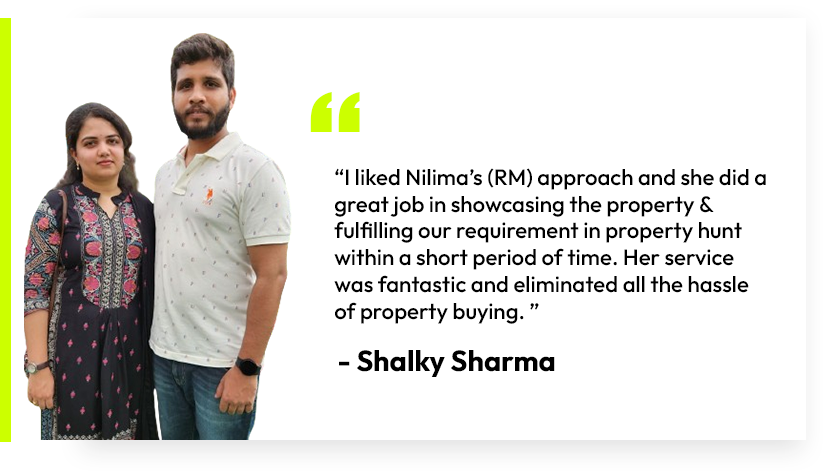 “I liked Nilima’s (RM) approach and she did a
great job in showcasing the property &
fulfilling our requirement in property hunt
within a short period of time. Her service
was fantastic and eliminated all the hassle
of property buying. ”
- Shalky Sharma